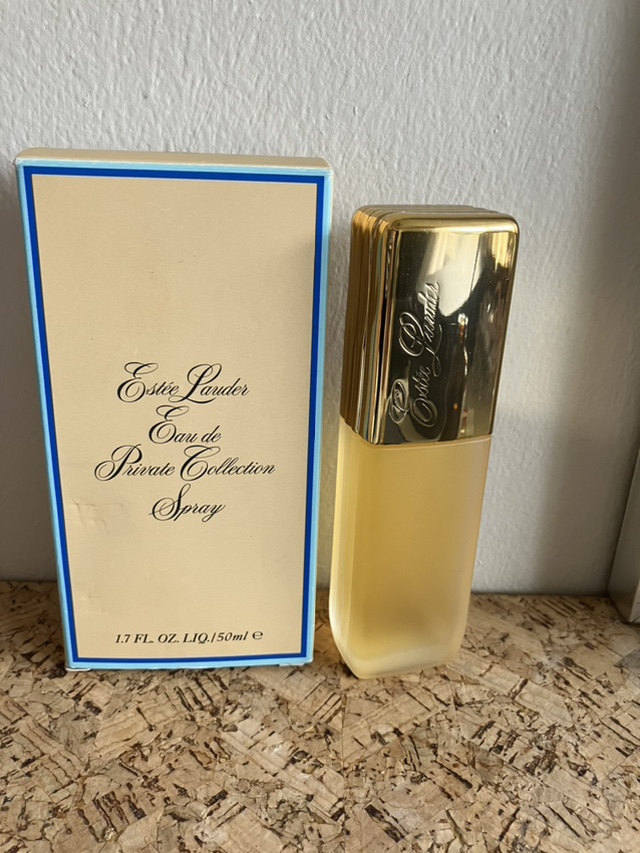 Estée Lauder
Eau de
Private Collection
Spray
1.7 FL. OZ. LIQ./50ml ℮
Estée Lauder